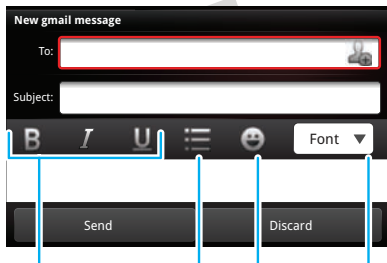 New gmail message
To:
Subject:
B I U Font
Send Discard